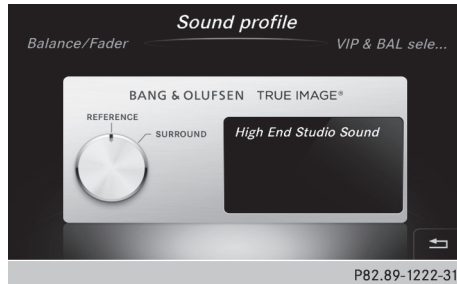 Sound profile
Balance/Fader
VIP & BAL sele...
BANG & OLUFSEN TRUE IMAGE®
REFERENCE
SURROUND
High End Studio Sound
P82.89-1222-31